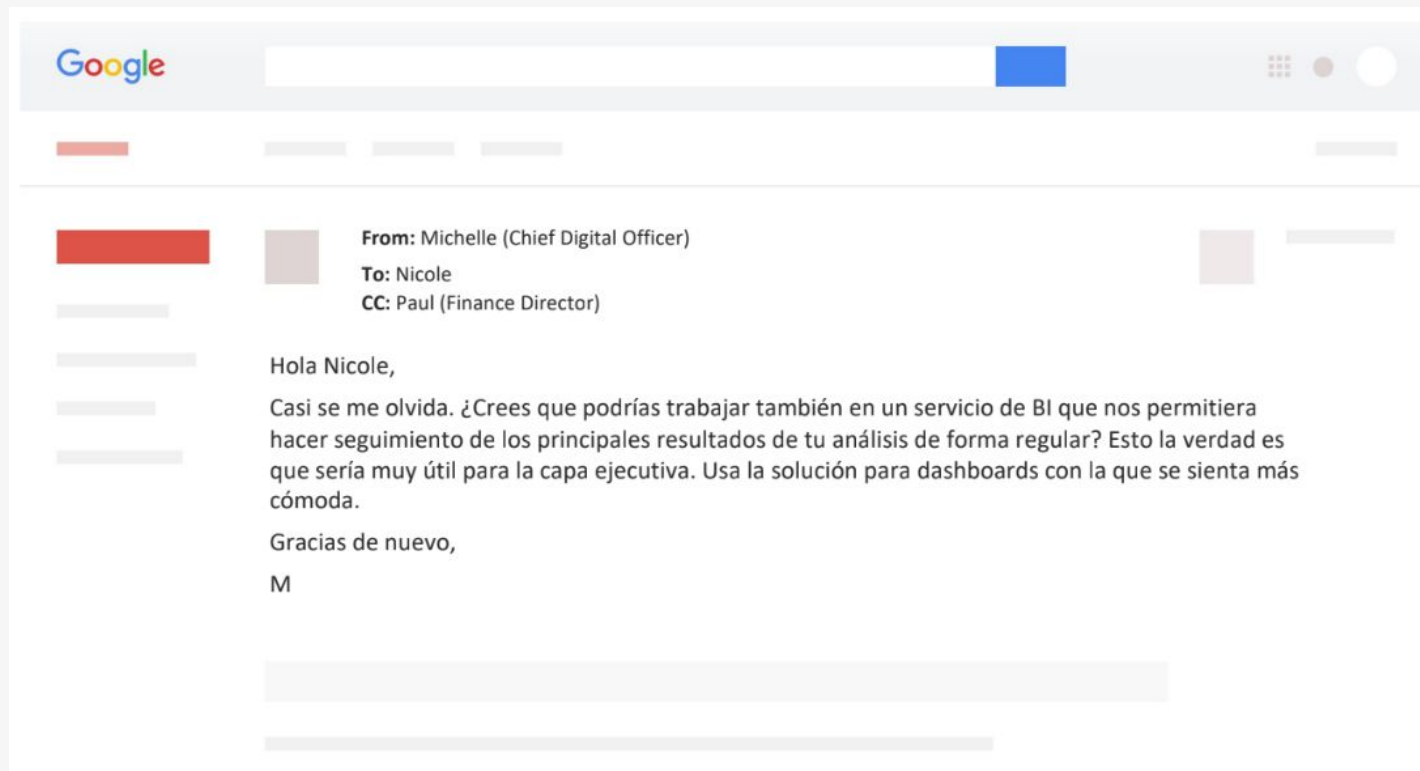 Google
From: Michelle (Chief Digital Officer)
To: Nicole
CC: Paul (Finance Director)
Hola Nicole,
Casi se me olvida. ¿Crees que podrías trabajar también en un servicio de BI que nos permitiera
hacer seguimiento de los principales resultados de tu análisis de forma regular? Esto la verdad es
que sería muy útil para la capa ejecutiva. Usa la solución para dashboards con la que se sienta más
cómoda.
Gracias de nuevo,
M